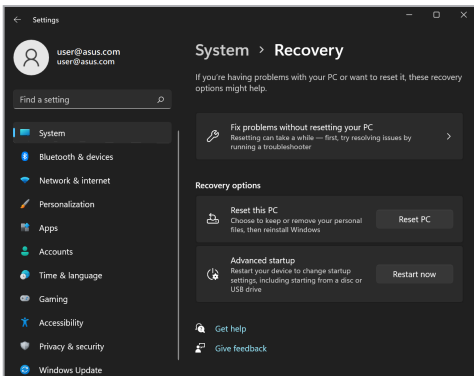 Settings
user@asus.com
user@asus.com
Find a setting
System
Bluetooth & devices
Network & internet
Personalization
Apps
Accounts
Time & language
Gaming
Accessibility
Privacy & security
Windows Update
System > Recovery
If you're having problems with your PC or want to reset it, these recovery
options might help.
Fix problems without resetting your PC
Resetting can take a while — first, try resolving issues by
running a troubleshooter
Recovery options
Reset this PC
Choose to keep or remove your personal
files, then reinstall Windows
Reset PC
Advanced startup
Restart your device to change startup
settings, including starting from a disc or
USB drive
Restart now
Get help
Give feedback